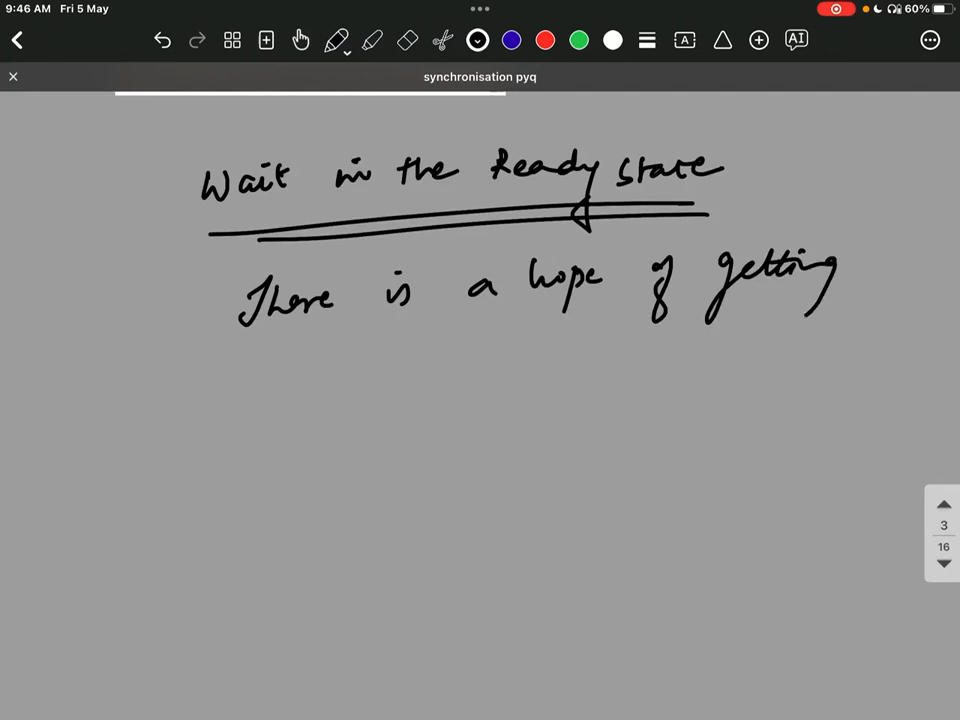 9:46 AM Fri 5 May
60%
A
AI
synchronisation pyq
Wait in the Ready state
There is a hope of getting
3
16